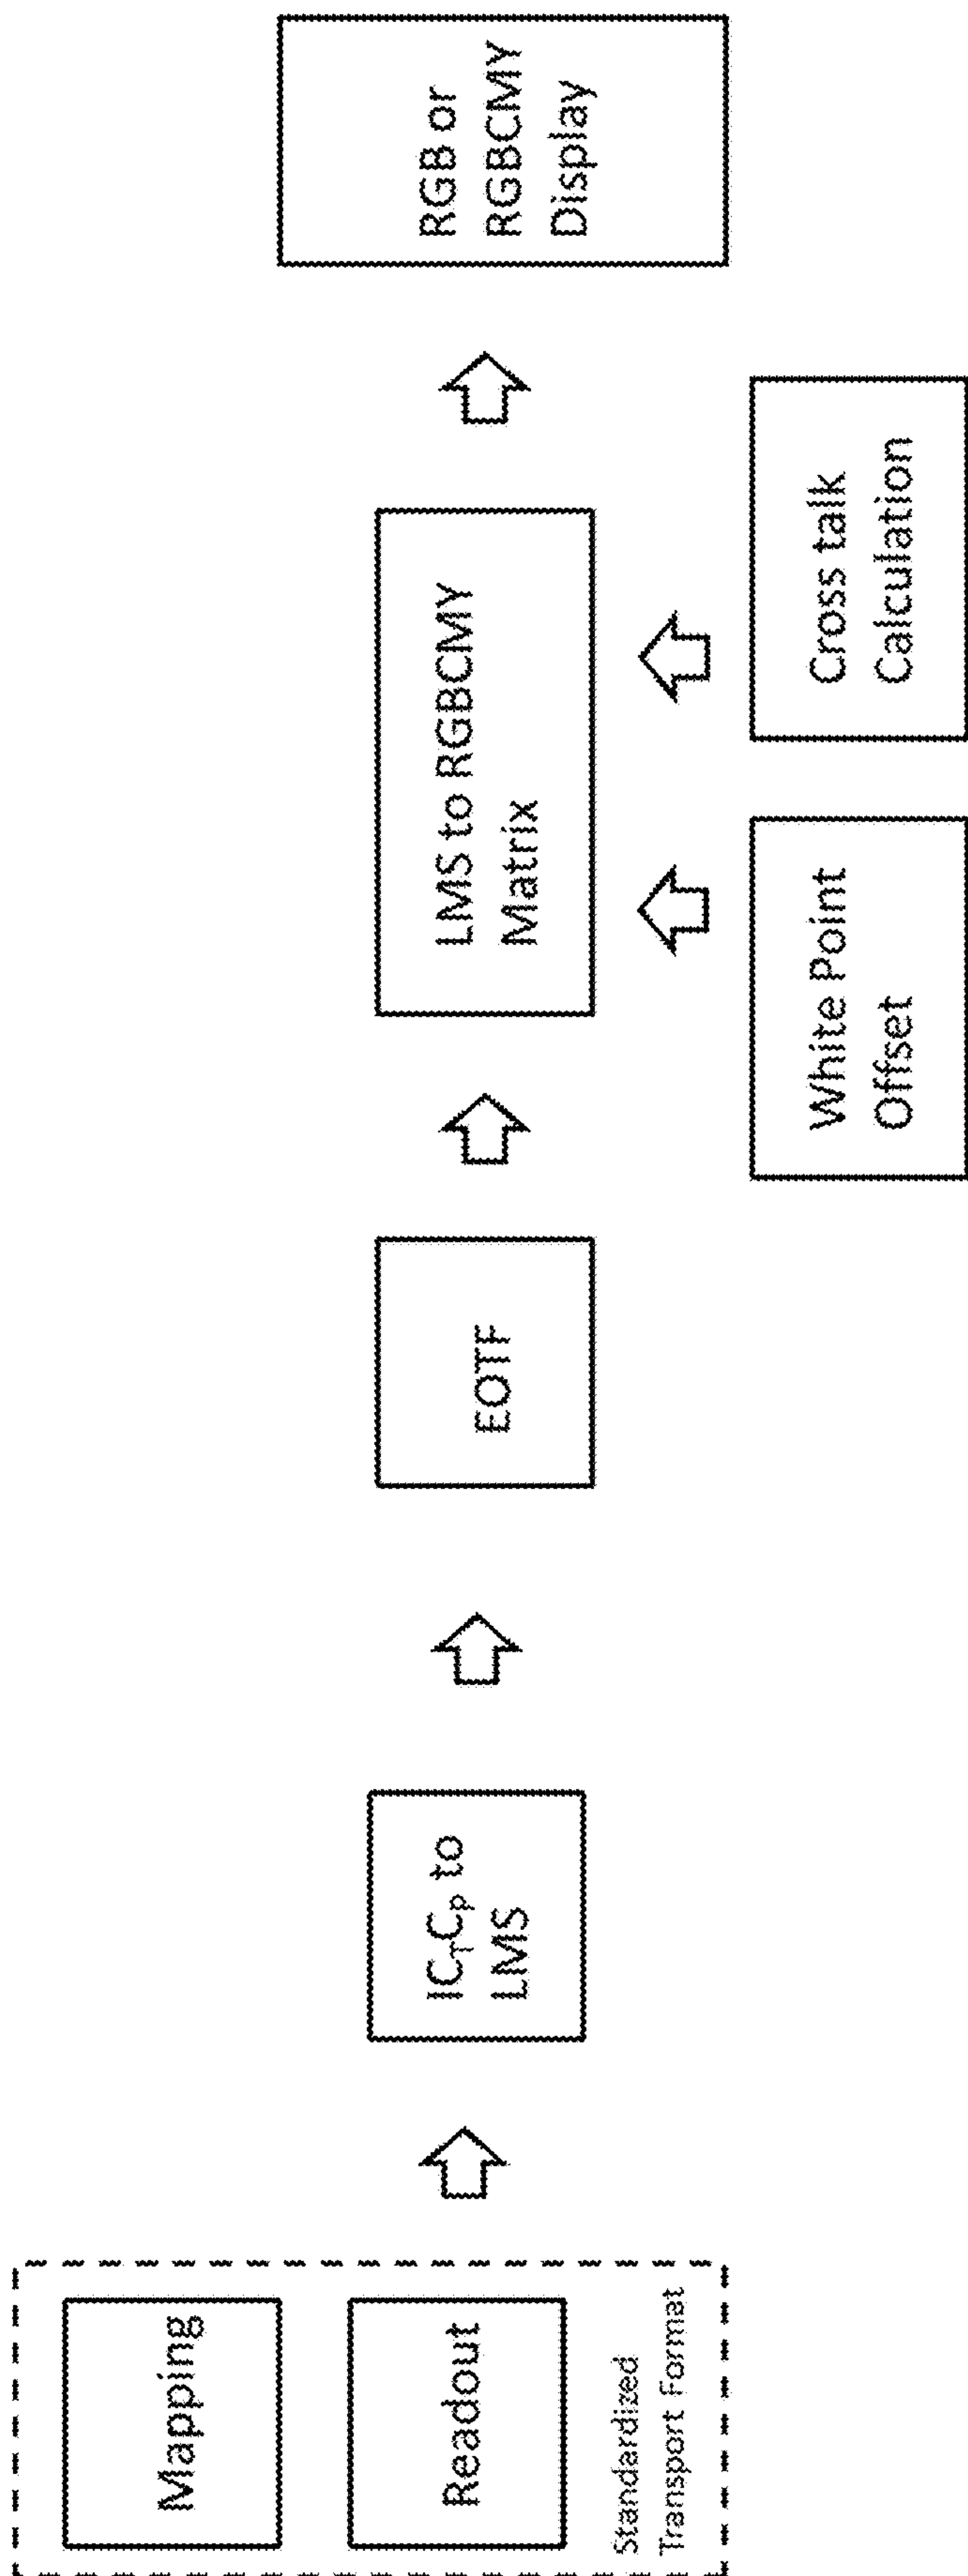 Mapping
Readout
Standardized
Transport Format
IC_TC_p to
LMS
EOTF
LMS to RGBCMY
Matrix
White Point
Offset
Cross talk
Calculation
RGB or
RGBCMY
Display